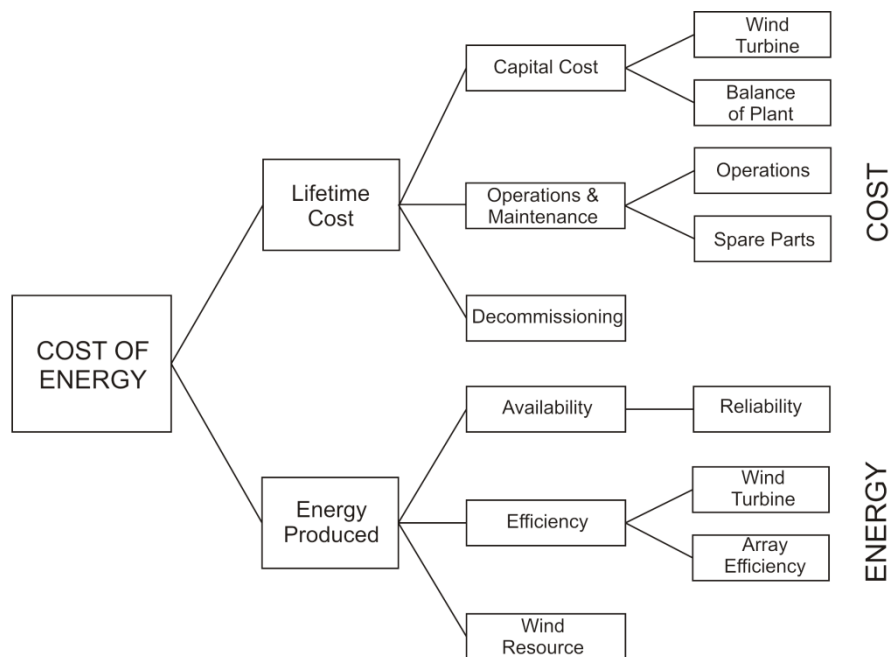 COST OF
ENERGY
Lifetime
Cost
Energy
Produced
Capital Cost
Operations &
Maintenance
Decommissioning
Availability
Efficiency
Wind
Resource
Wind
Turbine
Balance
of Plant
Operations
Spare Parts
Reliability
Wind
Turbine
Array
Efficiency
COST
ENERGY